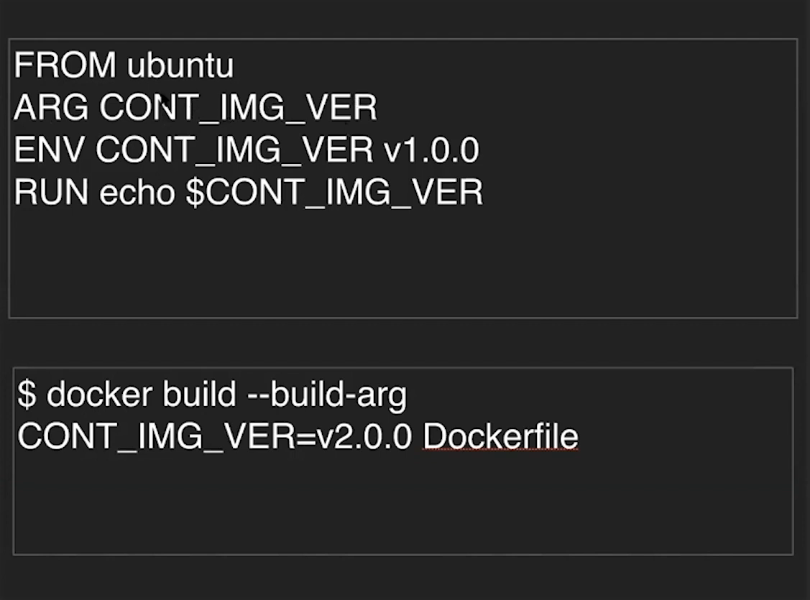 FROM ubuntu
ARG CONT_IMG_VER
ENV CONT_IMG_VER v1.0.0
RUN echo $CONT_IMG_VER
$ docker build --build-arg
CONT_IMG_VER=v2.0.0 Dockerfile